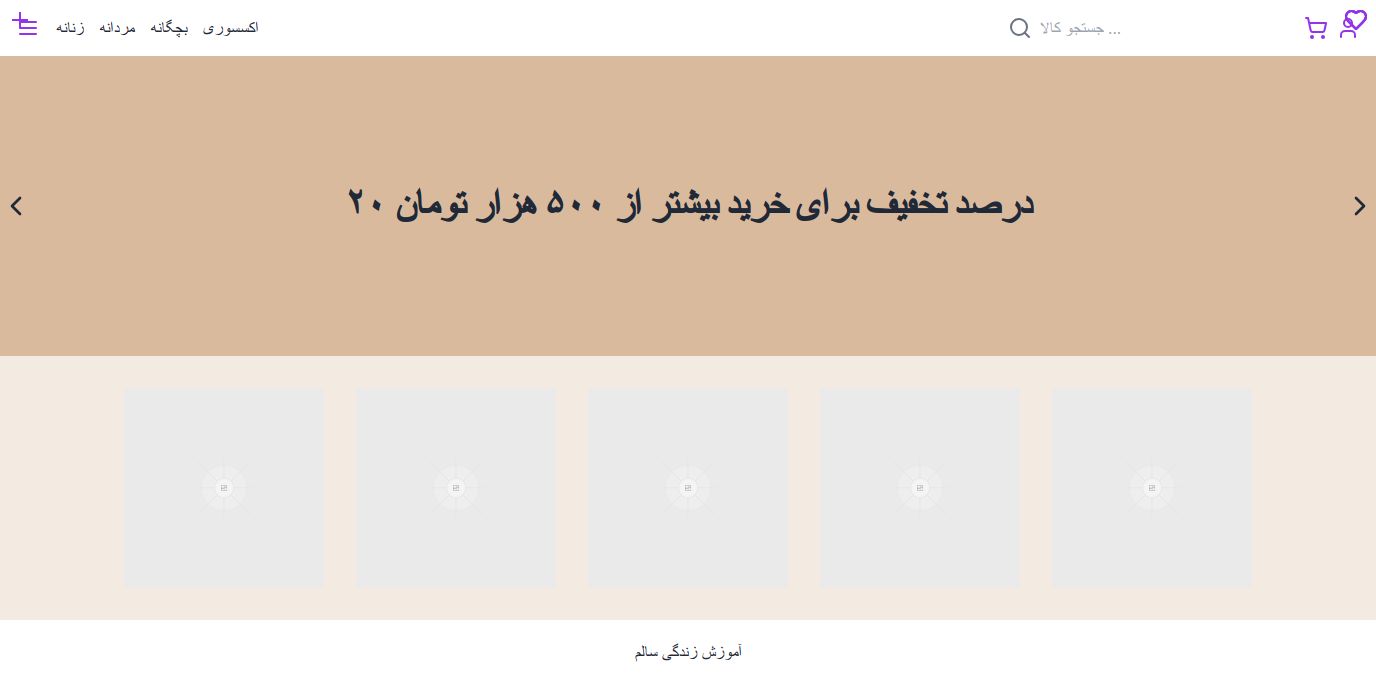 جستجو کالا ...
اکسسوری بچگانه مردانه زنانه
درصد تخفیف برای خرید بیشتر از ۵۰۰ هزار تومان ۲۰
آموزش زندگی سالم